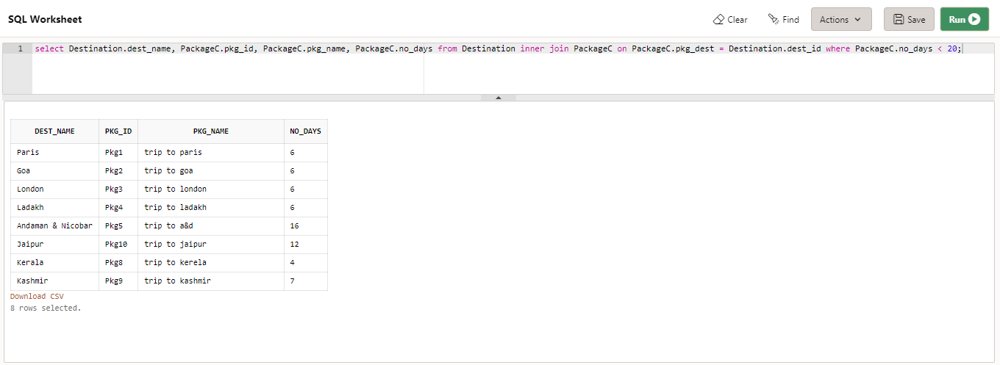 SQL Worksheet
Clear Find Actions Save Run
1 select Destination.dest_name, PackageC.pkg_id, PackageC.pkg_name, PackageC.no_days from Destination inner join PackageC on PackageC.pkg_dest = Destination.dest_id where PackageC.no_days < 20;
DEST_NAME PKG_ID PKG_NAME NO_DAYS
Paris Pkg1 trip to paris 6
Goa Pkg2 trip to goa 6
London Pkg3 trip to london 6
Ladakh Pkg4 trip to ladakh 6
Andaman & Nicobar Pkg5 trip to a&d 16
Jaipur Pkg10 trip to jaipur 12
Kerala Pkg8 trip to kerela 4
Kashmir Pkg9 trip to kashmir 7
Download CSV
8 rows selected.